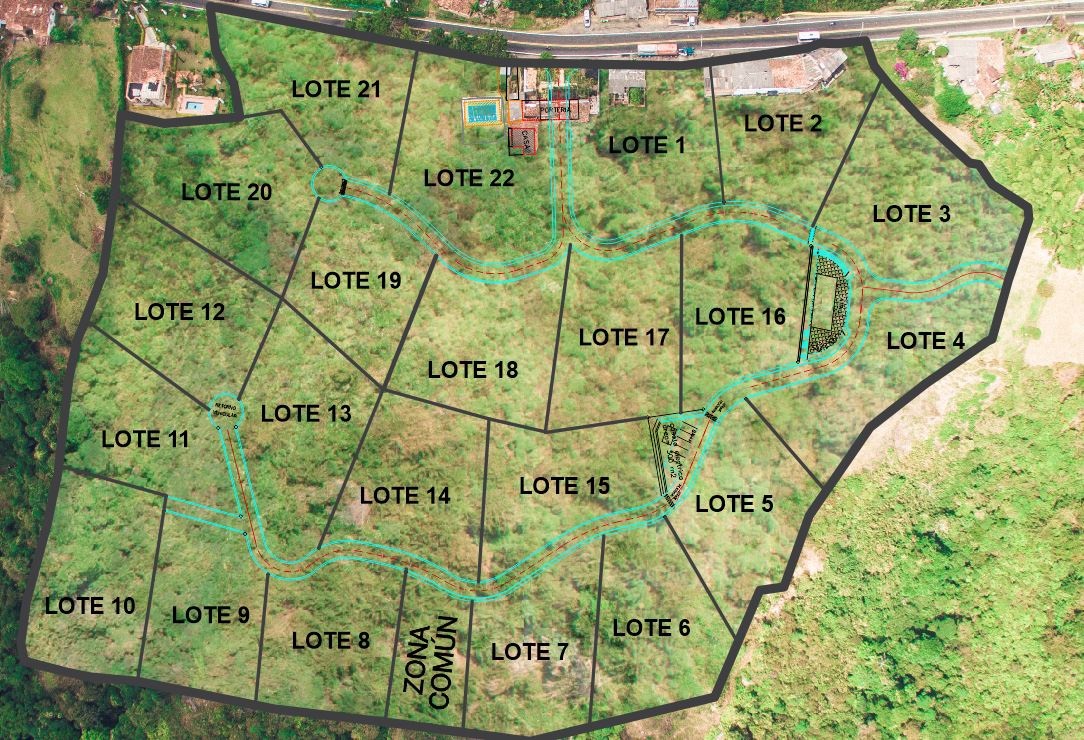 LOTE 21
PORTERIA
CASA
LOTE 2
LOTE 1
LOTE 22
LOTE 20
LOTE 3
LOTE 19
LOTE 12
LOTE 16
LOTE 17
LOTE 4
LOTE 18
RETORNO
VEHICULAR
LOTE 13
LOTE 11
LOTE 15
LOTE 14
LOTE 5
LOTE 10
LOTE 9
LOTE 8
ZONA
COMÚN
LOTE 7
LOTE 6